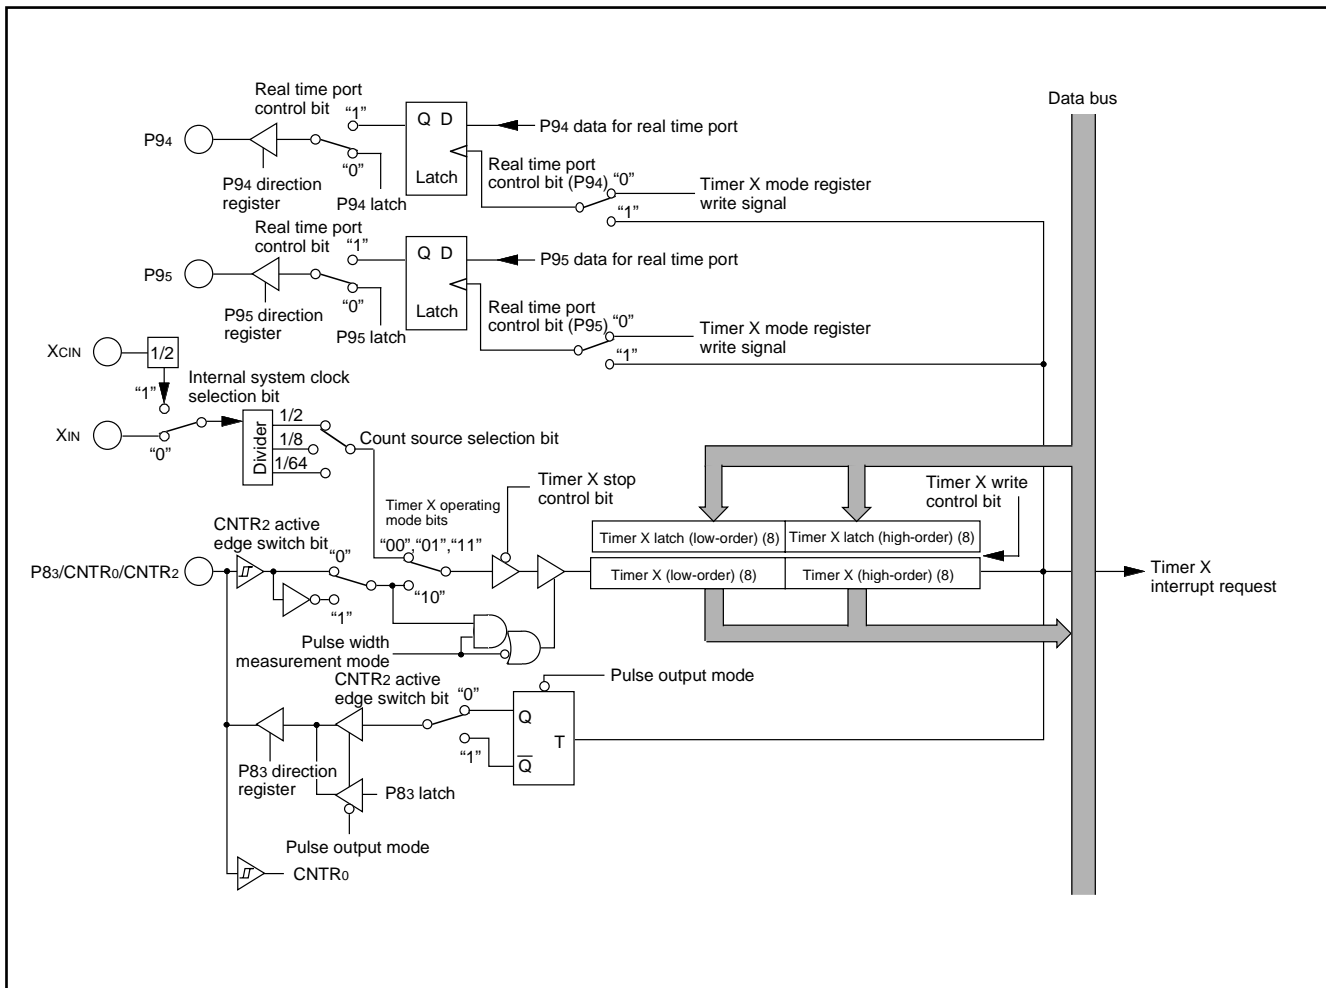 Real time port
control bit
"1"
Q D
P94 data for real time port
Data bus
P94
"0"
Latch
P94 direction
register
P94 latch
Real time port
control bit (P94)
"0"
Timer X mode register
write signal
"1"
Real time port
control bit
"1"
Q D
P95 data for real time port
P95
"0"
Latch
P95 direction
register
P95 latch
Real time port
control bit (P95)
"0"
Timer X mode register
write signal
"1"
XCIN
1/2
"1"
Internal system clock
selection bit
XIN
"0"
Divider
1/2
1/8
1/64
Count source selection bit
Timer X stop
control bit
Timer X write
control bit
Timer X operating
mode bits
"00","01","11"
"10"
CNTR2 active
edge switch bit
"0"
"1"
P83/CNTR0/CNTR2
Timer X latch (low-order) (8)
Timer X latch (high-order) (8)
Timer X (low-order) (8)
Timer X (high-order) (8)
Timer X
interrupt request
Pulse width
measurement mode
CNTR2 active
edge switch bit
"0"
"1"
Pulse output mode
Q
T
Q̅
P83 direction
register
P83 latch
Pulse output mode
CNTR0